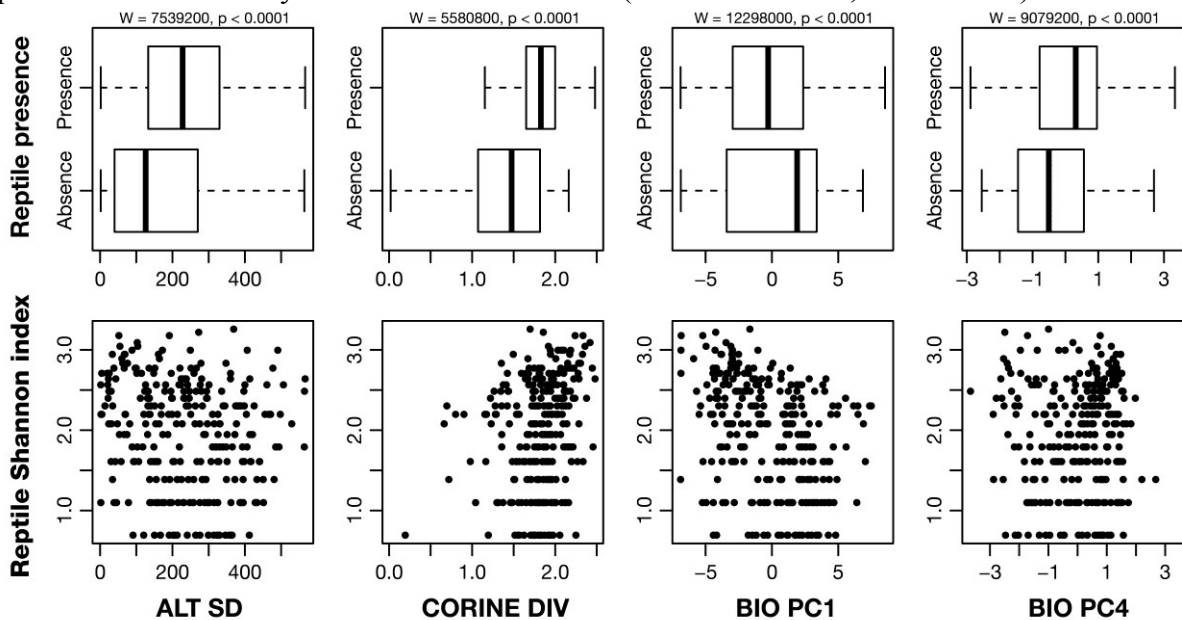 W = 7539200, p < 0.0001
W = 5580800, p < 0.0001
W = 12298000, p < 0.0001
W = 9079200, p < 0.0001
Reptile presence
Presence
Absence
Presence
Absence
Presence
Absence
Presence
Absence
0 200 400
0.0 1.0 2.0
−5 0 5
−3 −1 1 3
Reptile Shannon index
1.0 2.0 3.0
1.0 2.0 3.0
1.0 2.0 3.0
1.0 2.0 3.0
0 200 400
0.0 1.0 2.0
−5 0 5
−3 −1 1 3
ALT SD
CORINE DIV
BIO PC1
BIO PC4